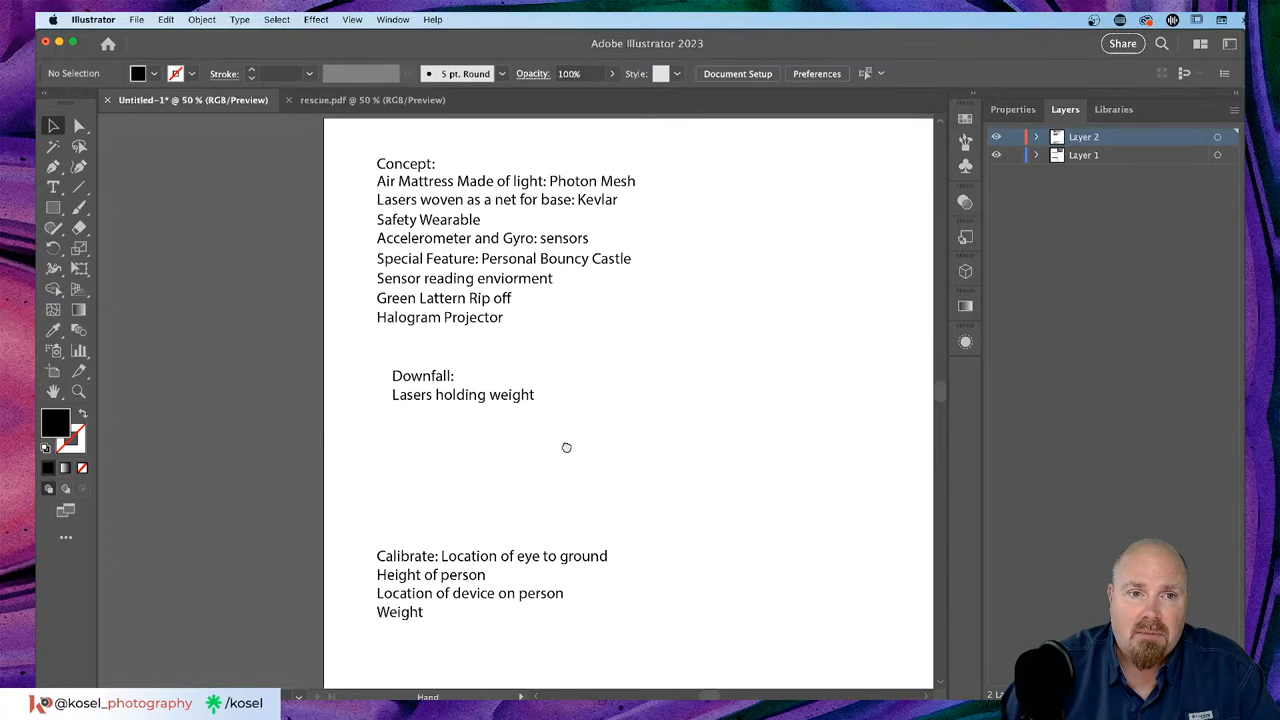 Illustrator File Edit Object Type Select Effect View Window Help
Adobe Illustrator 2023
Share
No Selection
Stroke:
5 pt. Round
Opacity:
100%
Style:
Document Setup
Preferences
Untitled-1* @ 50 % (RGB/Preview)
rescue.pdf @ 50 % (RGB/Preview)
Properties
Layers
Libraries
Layer 2
Layer 1
Concept:
Air Mattress Made of light: Photon Mesh
Lasers woven as a net for base: Kevlar
Safety Wearable
Accelerometer and Gyro: sensors
Special Feature: Personal Bouncy Castle
Sensor reading enviorment
Green Lattern Rip off
Halogram Projector
Downfall:
Lasers holding weight
Calibrate: Location of eye to ground
Height of person
Location of device on person
Weight
Hand
@kosel_photography
/kosel